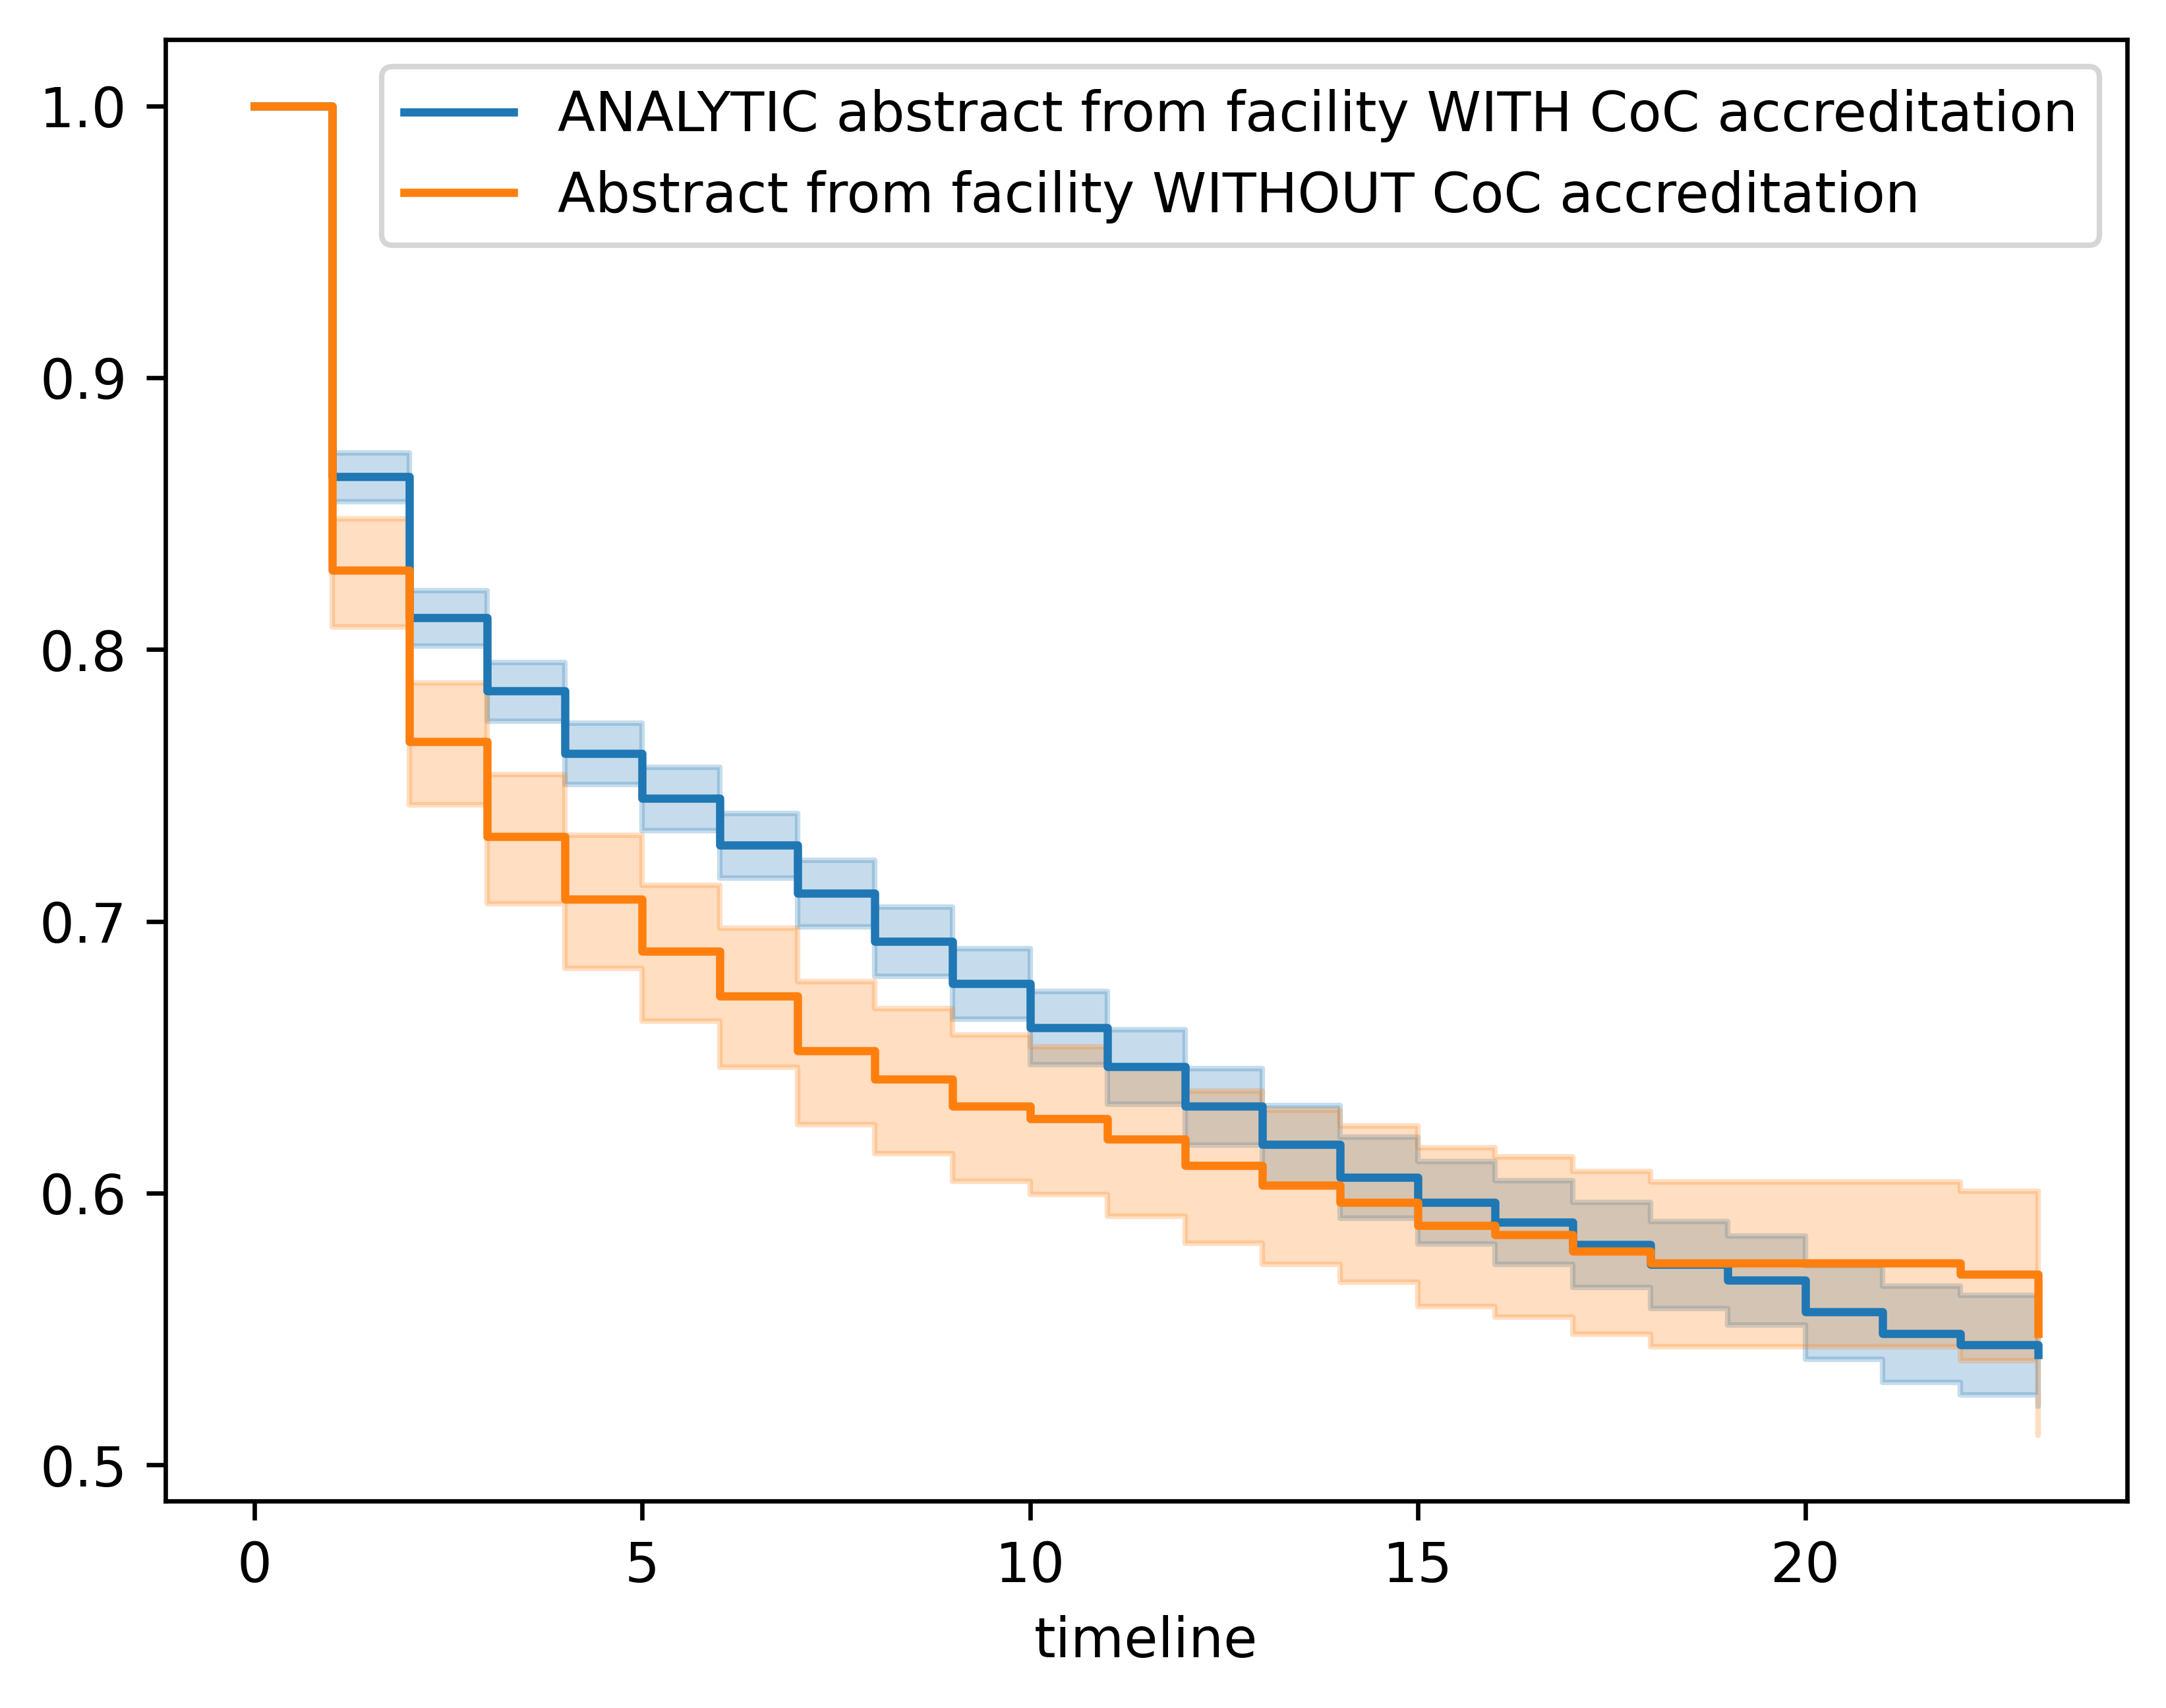 ANALYTIC abstract from facility WITH CoC accreditation
Abstract from facility WITHOUT CoC accreditation
1.0
0.9
0.8
0.7
0.6
0.5
0 5 10 15 20
timeline